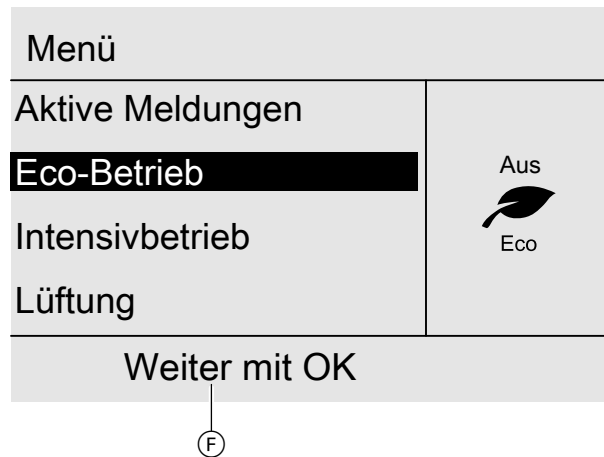 Menü
Aktive Meldungen
Eco-Betrieb
Intensivbetrieb
Lüftung
Aus
Eco
Weiter mit OK
F